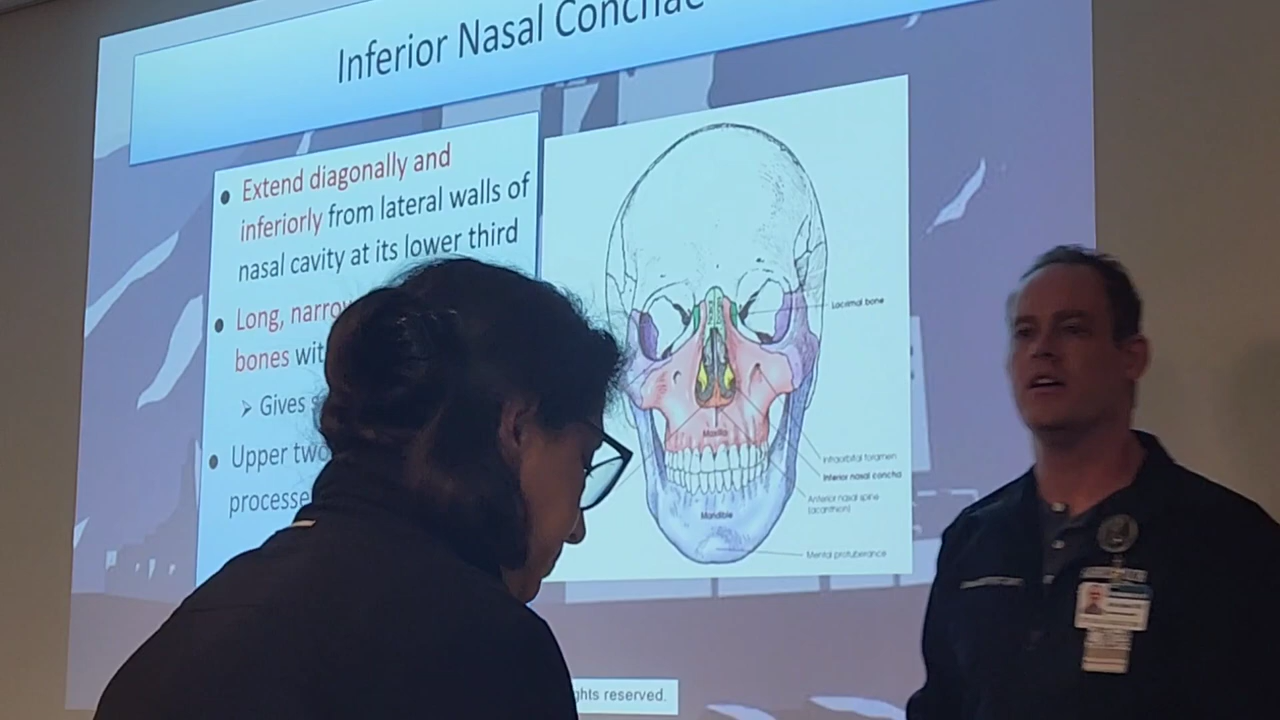 Inferior Nasal Conchae
• Extend diagonally and
inferiorly from lateral walls of
nasal cavity at its lower third
• Long, narrow
bones wit
➢ Gives
• Upper two
processe
Lacrimal bone
Maxilla
Infraorbital foramen
Inferior nasal concha
Anterior nasal spine
(acanthion)
Mandible
Mental protuberance
ghts reserved.